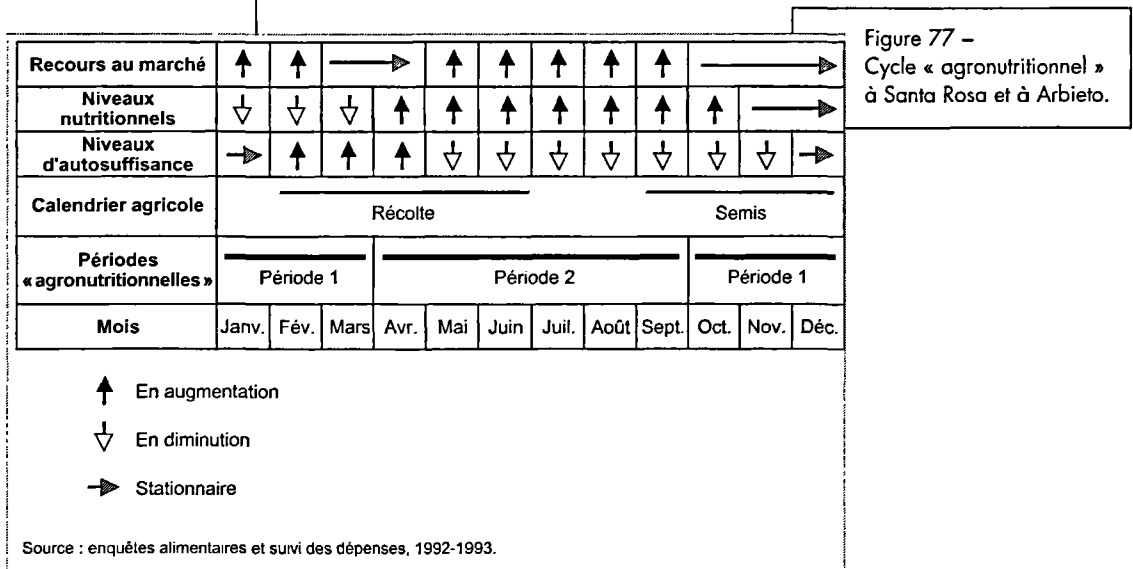 Figure 77 –
Cycle « agronutritionnel »
à Santa Rosa et à Arbieto.
Recours au marché
Niveaux
nutritionnels
Niveaux
d'autosuffisance
Calendrier agricole
Récolte
Semis
Périodes
« agronutritionnelles »
Période 1
Période 2
Période 1
Mois Janv. Fév. Mars Avr. Mai Juin Juil. Août Sept. Oct. Nov. Déc.
En augmentation
En diminution
Stationnaire
Source : enquêtes alimentaires et suivi des dépenses, 1992-1993.